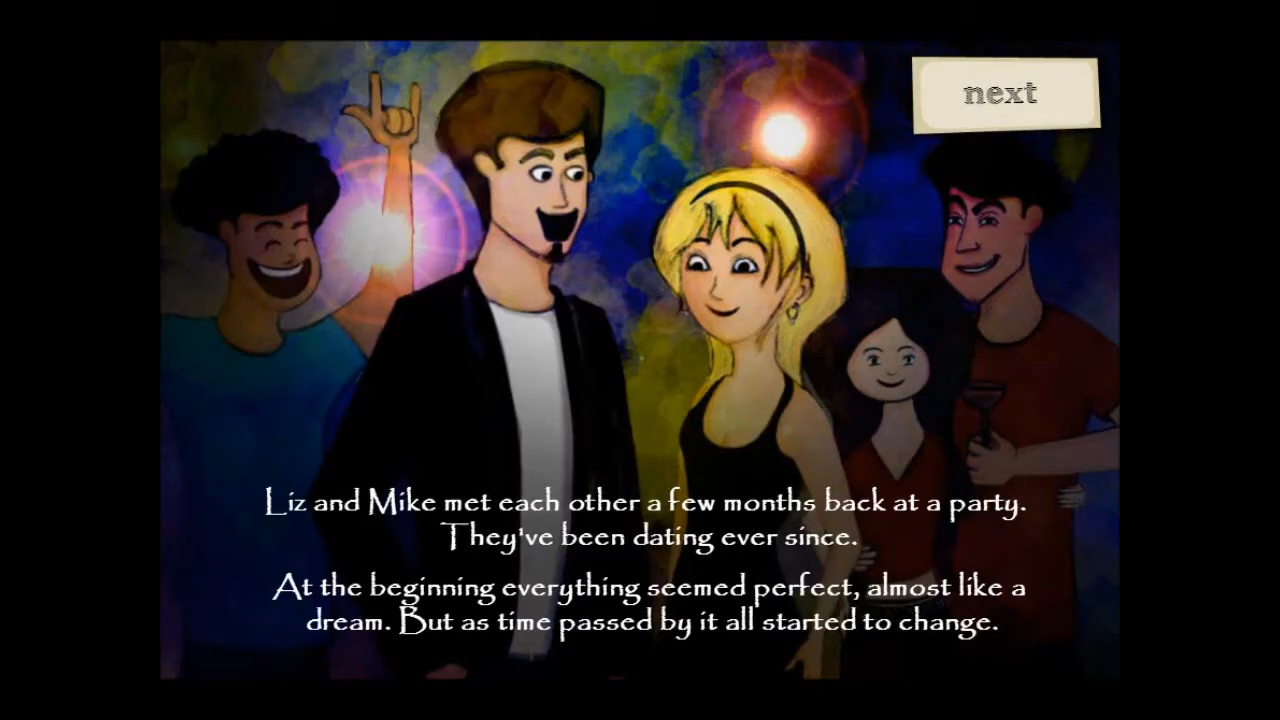 next
Liz and Mike met each other a few months back at a party.
They've been dating ever since.
At the beginning everything seemed perfect, almost like a
dream. But as time passed by it all started to change.